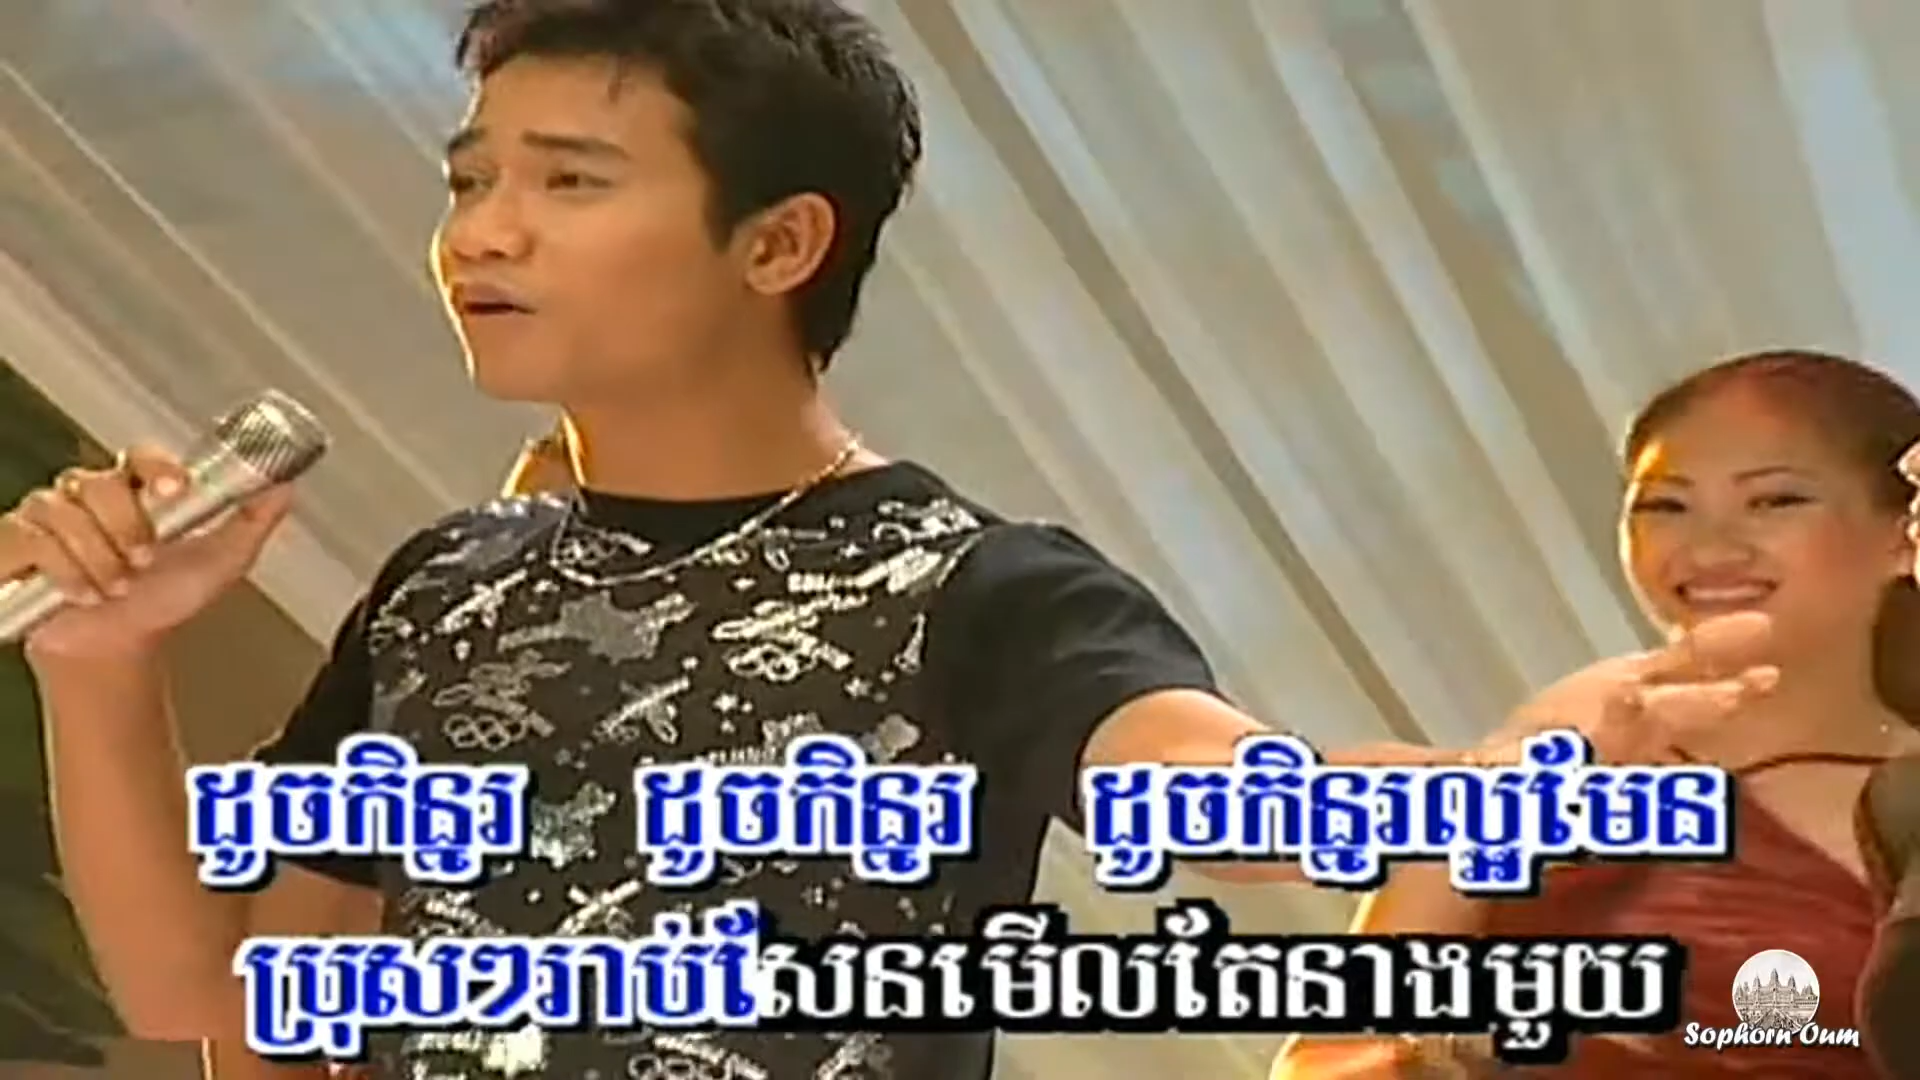 ដូចកិន្នរ ដូចកិន្នរ ដូចកិន្នរល្អមែន
ប្រុសៗរាប់សែនមើលតែនាងមួយ
Sophorn Oum